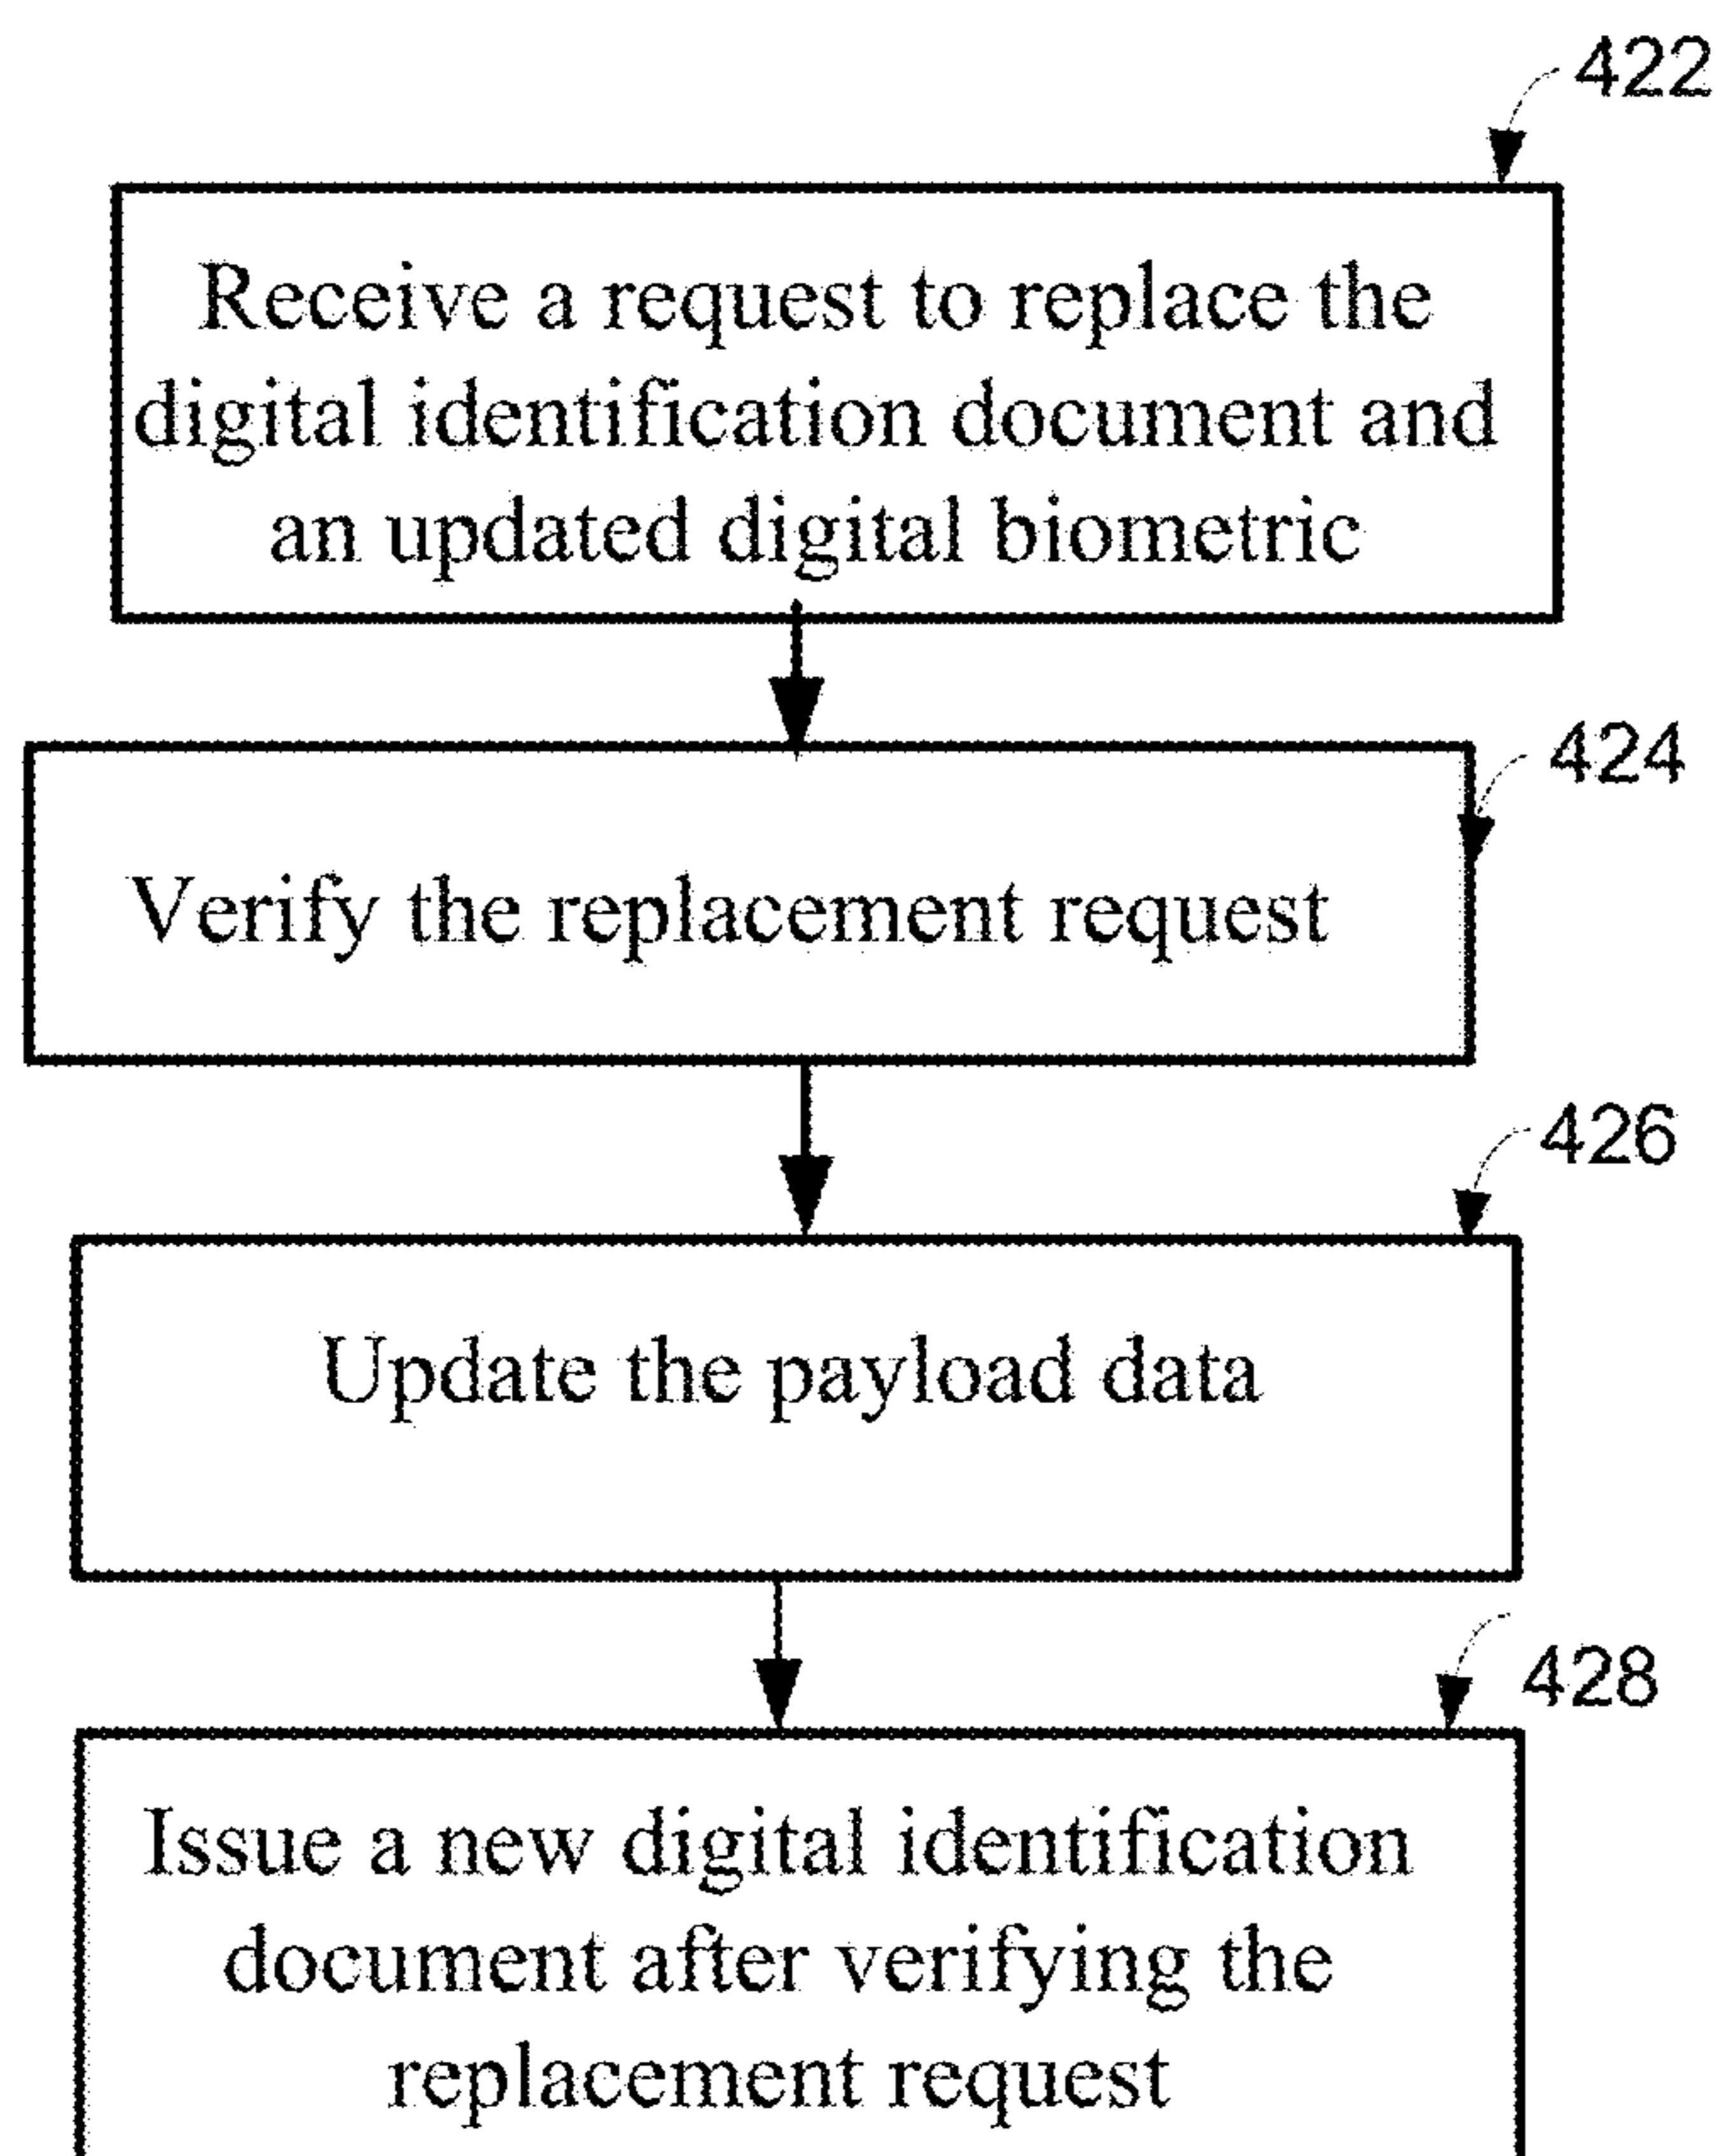 422
Receive a request to replace the
digital identification document and
an updated digital biometric
424
Verify the replacement request
426
Update the payload data
428
Issue a new digital identification
document after verifying the
replacement request